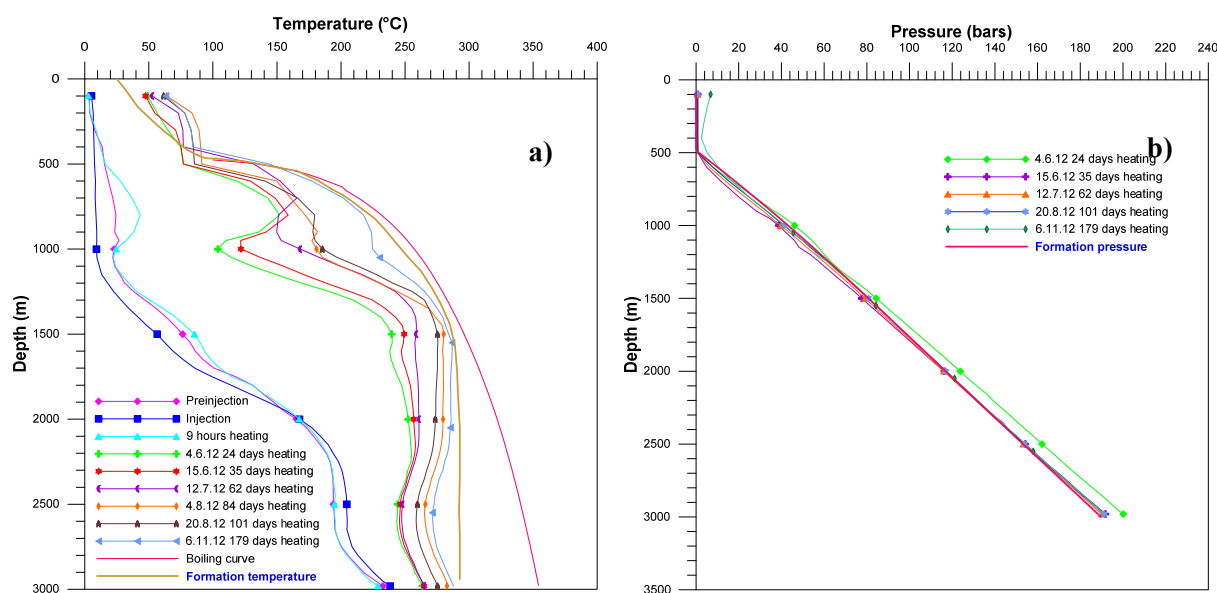 Temperature (°C)
0 50 100 150 200 250 300 350 400
0
500
1000
1500
2000
2500
3000
Depth (m)
a)
Preinjection
Injection
9 hours heating
4.6.12 24 days heating
15.6.12 35 days heating
12.7.12 62 days heating
4.8.12 84 days heating
20.8.12 101 days heating
6.11.12 179 days heating
Boiling curve
Formation temperature
Pressure (bars)
0 20 40 60 80 100 120 140 160 180 200 220 240
0
500
1000
1500
2000
2500
3000
3500
Depth (m)
b)
4.6.12 24 days heating
15.6.12 35 days heating
12.7.12 62 days heating
20.8.12 101 days heating
6.11.12 179 days heating
Formation pressure